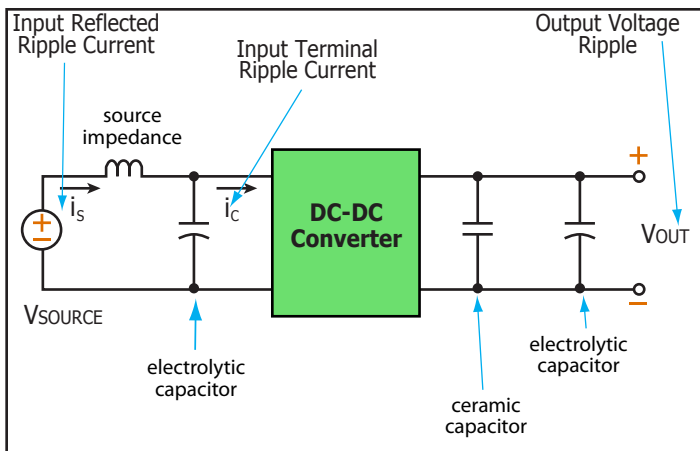 Input Reflected
Ripple Current
Input Terminal
Ripple Current
Output Voltage
Ripple
source
impedance
iS
iC
DC-DC
Converter
+
−
+
−
VOUT
VSOURCE
electrolytic
capacitor
ceramic
capacitor
electrolytic
capacitor